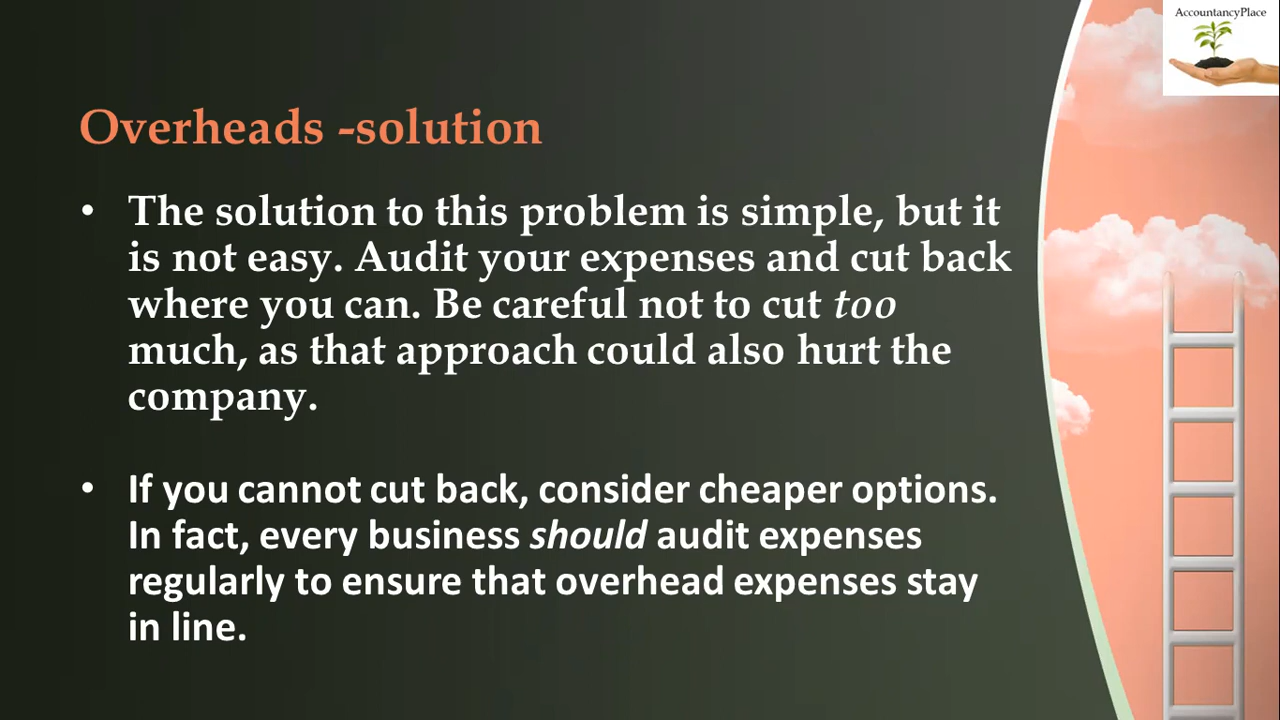 AccountancyPlace
Overheads -solution
• The solution to this problem is simple, but it
is not easy. Audit your expenses and cut back
where you can. Be careful not to cut too
much, as that approach could also hurt the
company.
• If you cannot cut back, consider cheaper options.
In fact, every business should audit expenses
regularly to ensure that overhead expenses stay
in line.